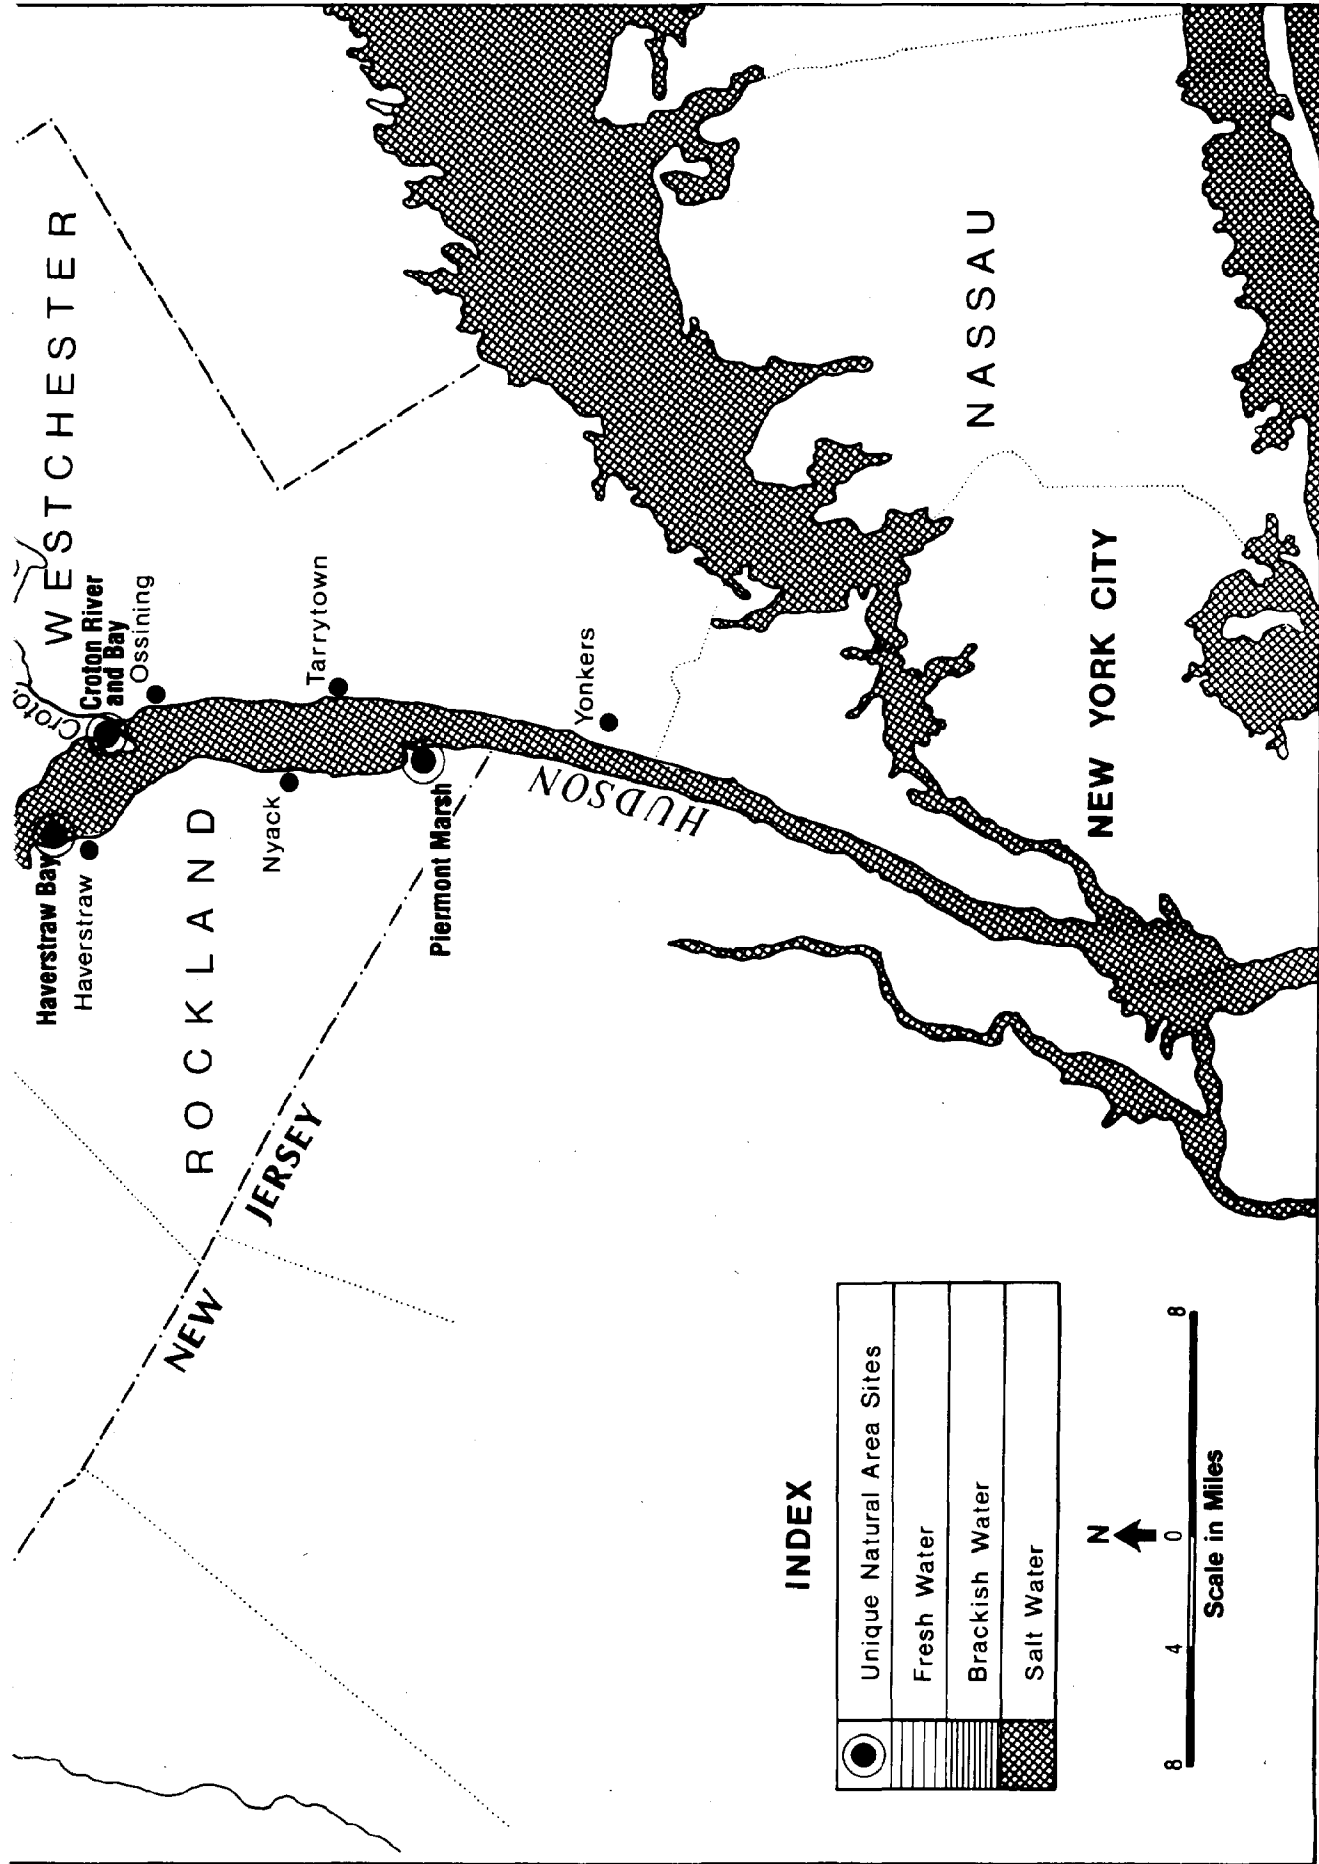 WESTCHESTER
Croto
Croton River
and Bay
Ossining
Haverstraw Bay
Haverstraw
ROCKLAND
Tarrytown
Nyack
Piermont Marsh
Yonkers
HUDSON
NEW JERSEY
NASSAU
NEW YORK CITY
INDEX
Unique Natural Area Sites
Fresh Water
Brackish Water
Salt Water
N
8 4 0 8
Scale in Miles